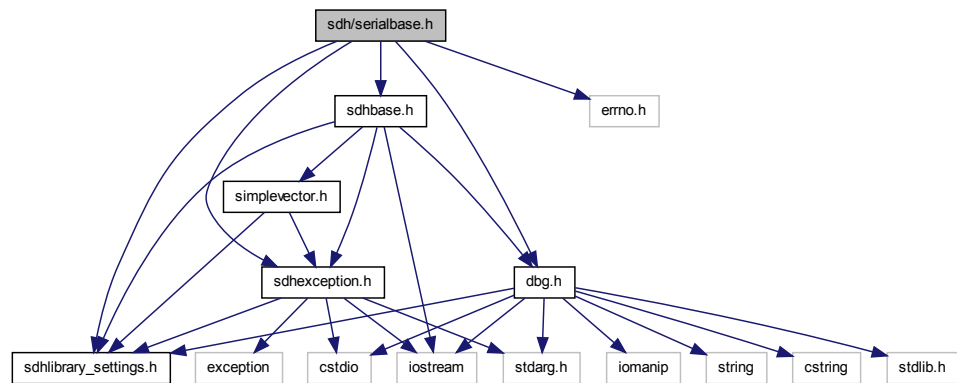 sdh/serialbase.h
sdhbase.h
errno.h
simplevector.h
sdhexception.h
dbg.h
sdhlibrary_settings.h
exception
cstdio
iostream
stdarg.h
iomanip
string
cstring
stdlib.h